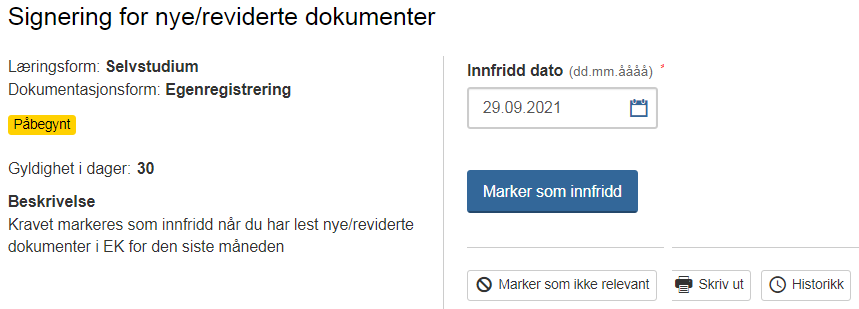 Signering for nye/reviderte dokumenter
Læringsform: Selvstudium
Dokumentasjonsform: Egenregistrering
Påbegynt
Gyldighet i dager: 30
Beskrivelse
Kravet markeres som innfridd når du har lest nye/reviderte
dokumenter i EK for den siste måneden
Innfridd dato (dd.mm.åååå) *
29.09.2021
Marker som innfridd
Marker som ikke relevant
Skriv ut
Historikk